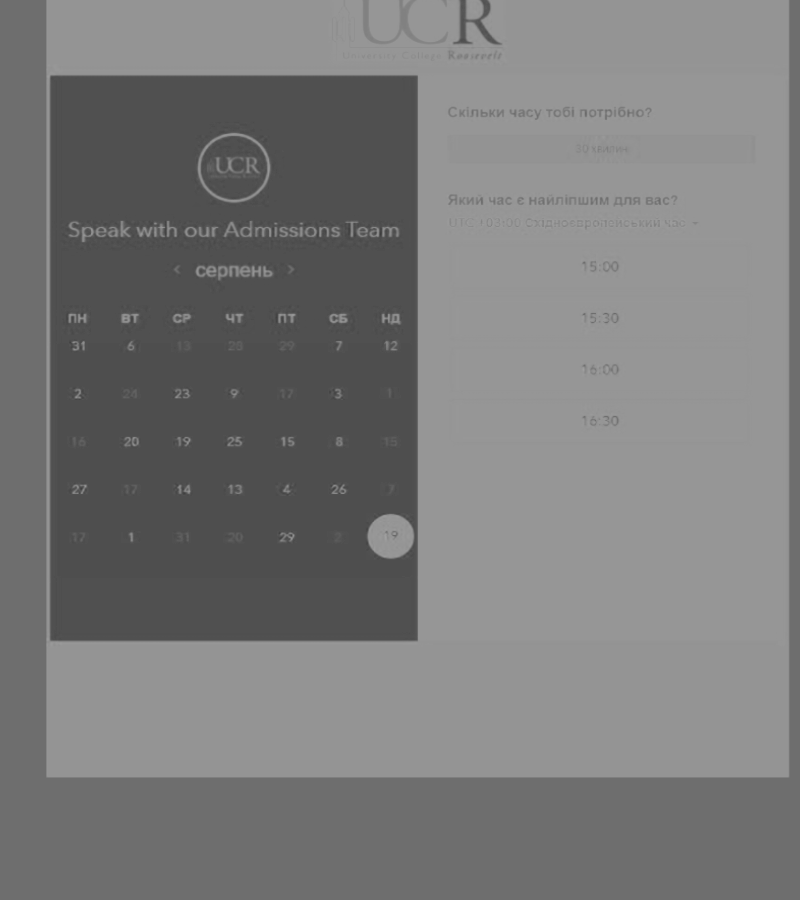 UCR
University College Roosevelt
UCR
Speak with our Admissions Team
< серпень >
ПН ВТ СР ЧТ ПТ СБ НД
31 6 13 20 29 7 12
2 24 23 9 17 3 1
16 20 19 25 15 8 15
27 17 14 13 4 26 7
17 1 31 20 29 2 19
Скільки часу тобі потрібно?
30 хвилин
Який час є найліпшим для вас?
03:00 Східноєвропейський час
15:00
15:30
16:00
16:30